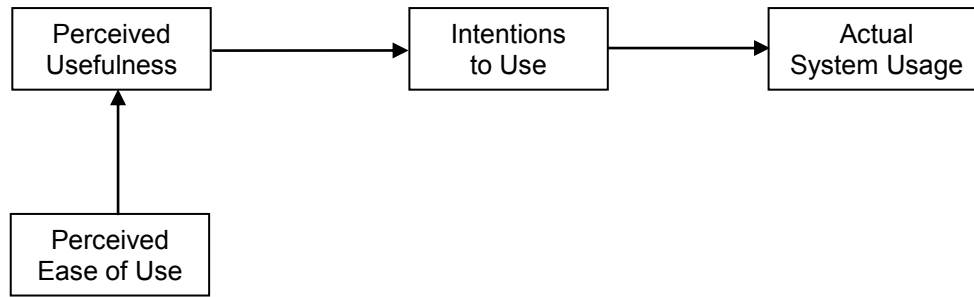 Perceived
Usefulness
Intentions
to Use
Actual
System Usage
Perceived
Ease of Use